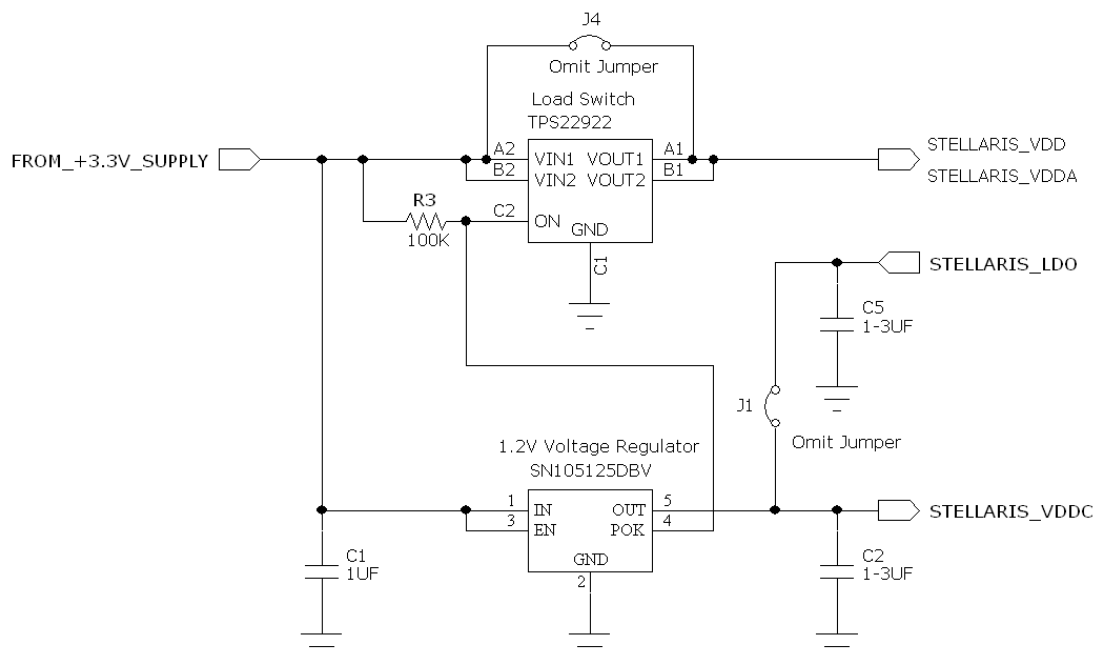 J4
Omit Jumper
Load Switch
TPS22922
FROM_+3.3V_SUPPLY
A2
VIN1
VOUT1
A1
B2
VIN2
VOUT2
B1
STELLARIS_VDD
STELLARIS_VDDA
R3
100K
C2
ON
GND
C1
STELLARIS_LDO
C5
1-3UF
J1
Omit Jumper
1.2V Voltage Regulator
SN105125DBV
1
IN
OUT
5
3
EN
POK
4
STELLARIS_VDDC
GND
2
C1
1UF
C2
1-3UF